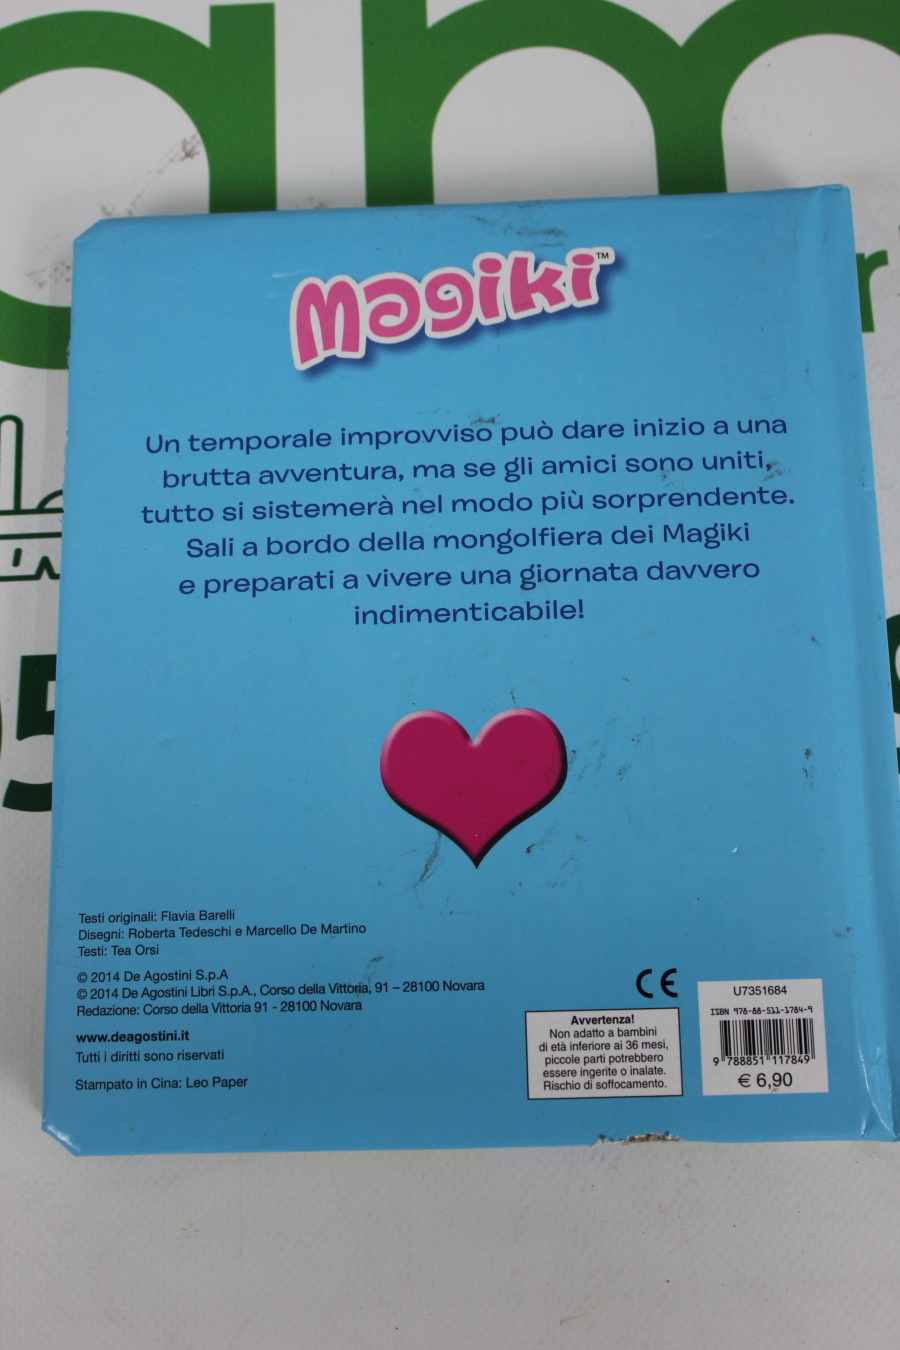 Magiki™
Un temporale improvviso può dare inizio a una
brutta avventura, ma se gli amici sono uniti,
tutto si sistemerà nel modo più sorprendente.
Sali a bordo della mongolfiera dei Magiki
e preparati a vivere una giornata davvero
indimenticabile!
Testi originali: Flavia Barelli
Disegni: Roberta Tedeschi e Marcello De Martino
Testi: Tea Orsi
© 2014 De Agostini S.p.A
© 2014 De Agostini Libri S.p.A., Corso della Vittoria, 91 – 28100 Novara
Redazione: Corso della Vittoria 91 - 28100 Novara
www.deagostini.it
Tutti i diritti sono riservati
Stampato in Cina: Leo Paper
CE
Avvertenza!
Non adatto a bambini
di età inferiore ai 36 mesi,
piccole parti potrebbero
essere ingerite o inalate.
Rischio di soffocamento.
U7351684
ISBN 978-88-511-1784-9
9 788851 117849
€ 6,90